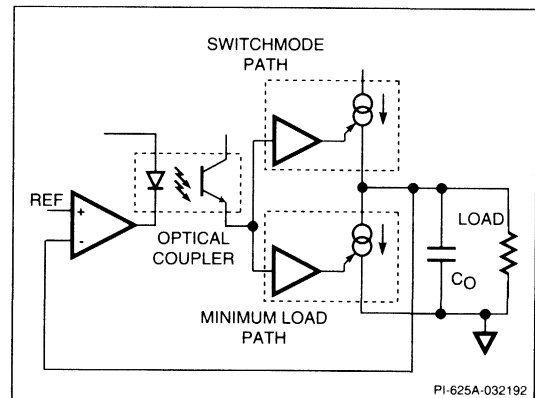 SWITCHMODE
PATH
REF
+
-
OPTICAL
COUPLER
LOAD
CO
MINIMUM LOAD
PATH
PI-625A-032192